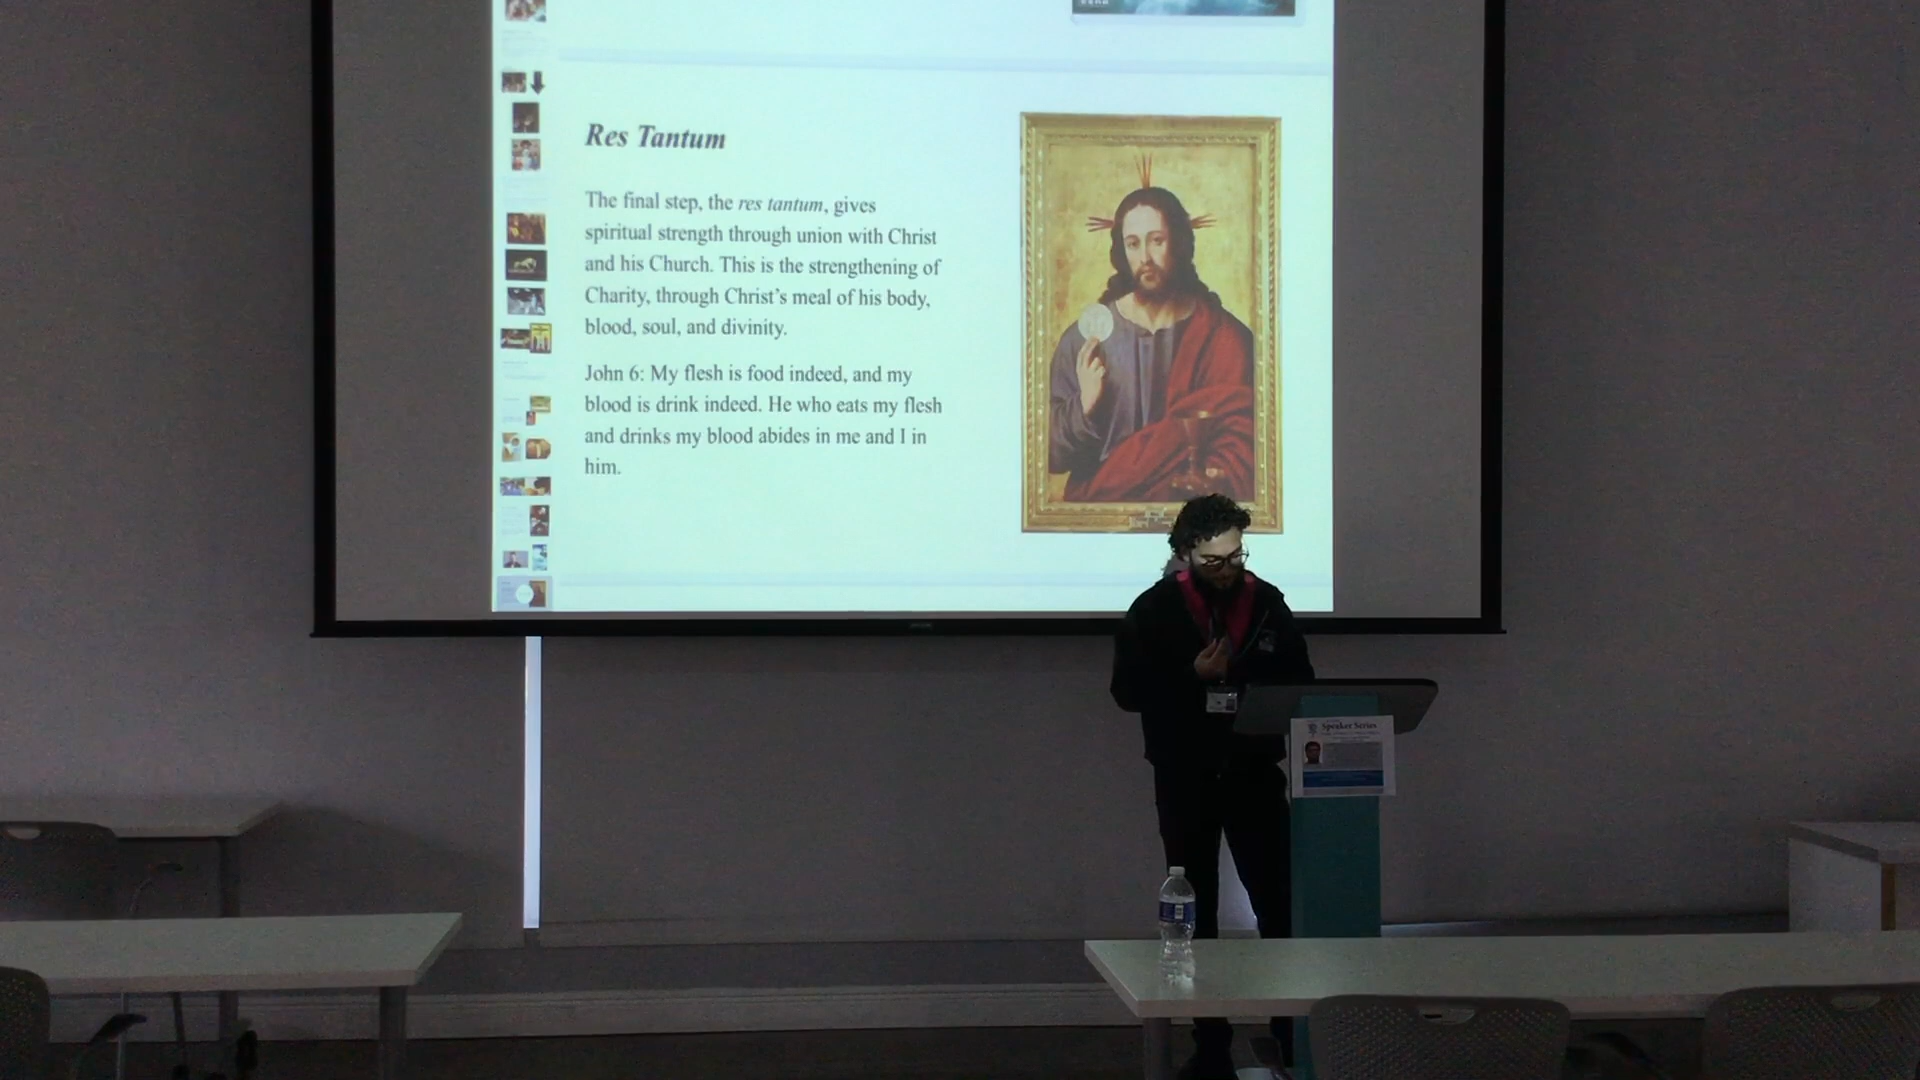 Res Tantum
The final step, the res tantum, gives
spiritual strength through union with Christ
and his Church. This is the strengthening of
Charity, through Christ's meal of his body,
blood, soul, and divinity.
John 6: My flesh is food indeed, and my
blood is drink indeed. He who eats my flesh
and drinks my blood abides in me and I in
him.
Speaker Series